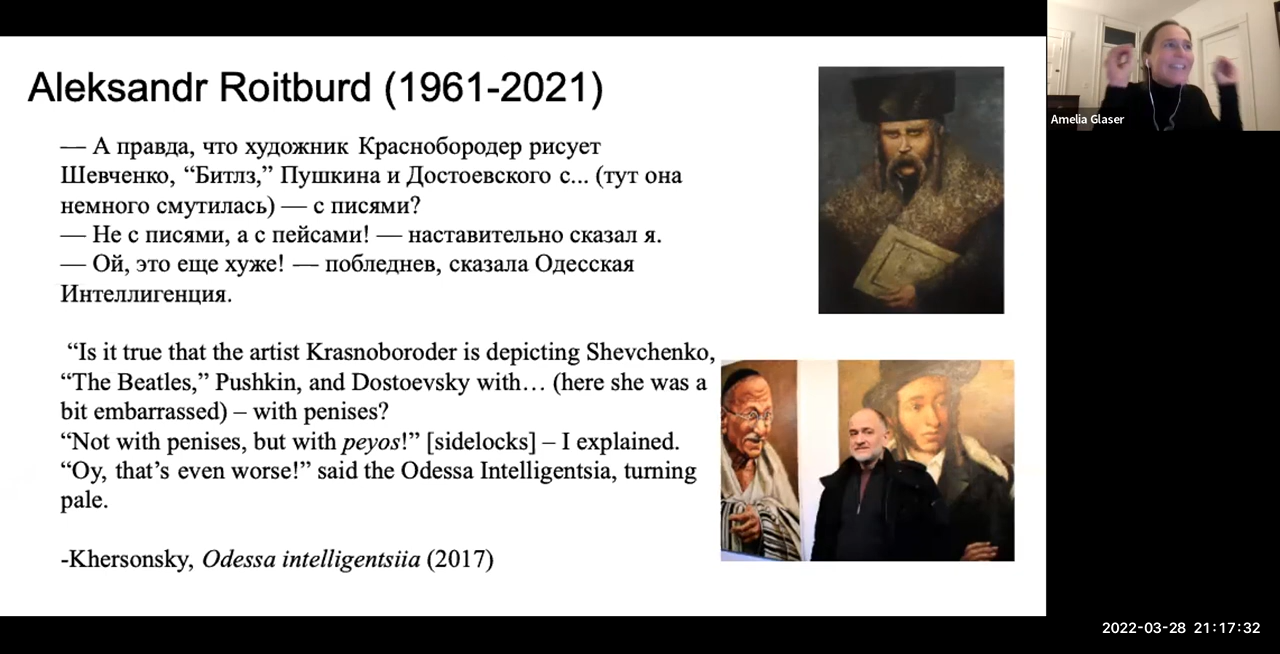 Aleksandr Roitburd (1961-2021)
— А правда, что художник Краснобородер рисует
Шевченко, “Битлз,” Пушкина и Достоевского с... (тут она
немного смутилась) — с писями?
— Не с писями, а с пейсами! — наставительно сказал я.
— Ой, это еще хуже! — побледнев, сказала Одесская
Интеллигенция.
“Is it true that the artist Krasnoboroder is depicting Shevchenko,
“The Beatles,” Pushkin, and Dostoevsky with… (here she was a
bit embarrassed) – with penises?
“Not with penises, but with peyos!” [sidelocks] – I explained.
“Oy, that’s even worse!” said the Odessa Intelligentsia, turning
pale.
-Khersonsky, Odessa intelligentsiia (2017)
Amelia Glaser
2022-03-28 21:17:32